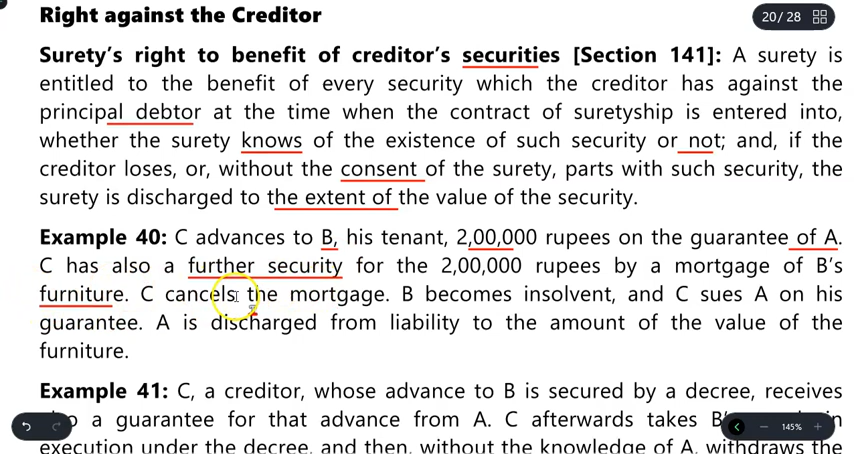 Right against the Creditor
20 / 28
Surety's right to benefit of creditor's securities [Section 141]: A surety is
entitled to the benefit of every security which the creditor has against the
principal debtor at the time when the contract of suretyship is entered into,
whether the surety knows of the existence of such security or not; and, if the
creditor loses, or, without the consent of the surety, parts with such security, the
surety is discharged to the extent of the value of the security.
Example 40: C advances to B, his tenant, 2,00,000 rupees on the guarantee of A.
C has also a further security for the 2,00,000 rupees by a mortgage of B's
furniture. C cancels the mortgage. B becomes insolvent, and C sues A on his
guarantee. A is discharged from liability to the amount of the value of the
furniture.
Example 41: C, a creditor, whose advance to B is secured by a decree, receives
a guarantee for that advance from A. C afterwards takes
execution under the decree, and then, without the knowledge of A, withdraws the
145%